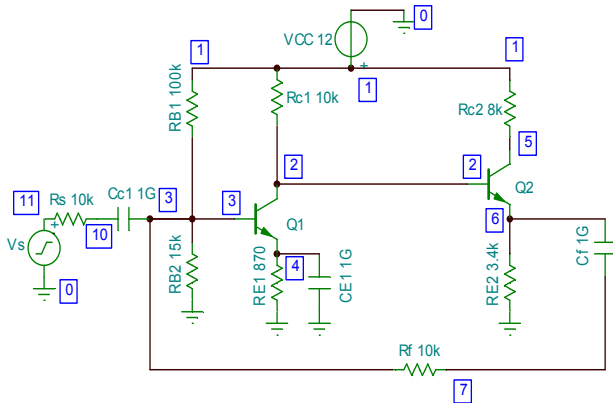 0
VCC 12
+
1
1
1
RB1 100k
Rc1 10k
Rc2 8k
5
2
2
Q2
11
Rs 10k
Cc1 1G
3
3
6
+
10
Q1
Vs
4
Cf 1G
0
RB2 15k
RE1 870
CE1 1G
RE2 3.4k
Rf 10k
7